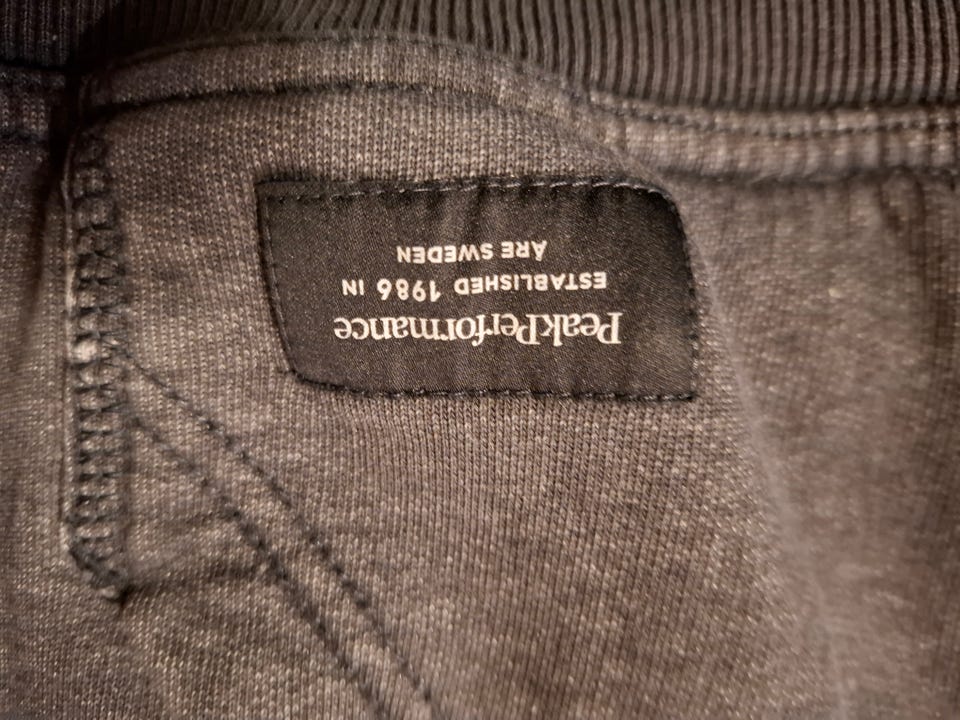 PeakPerformance
ESTABLISHED 1986 IN
ÅRE SWEDEN